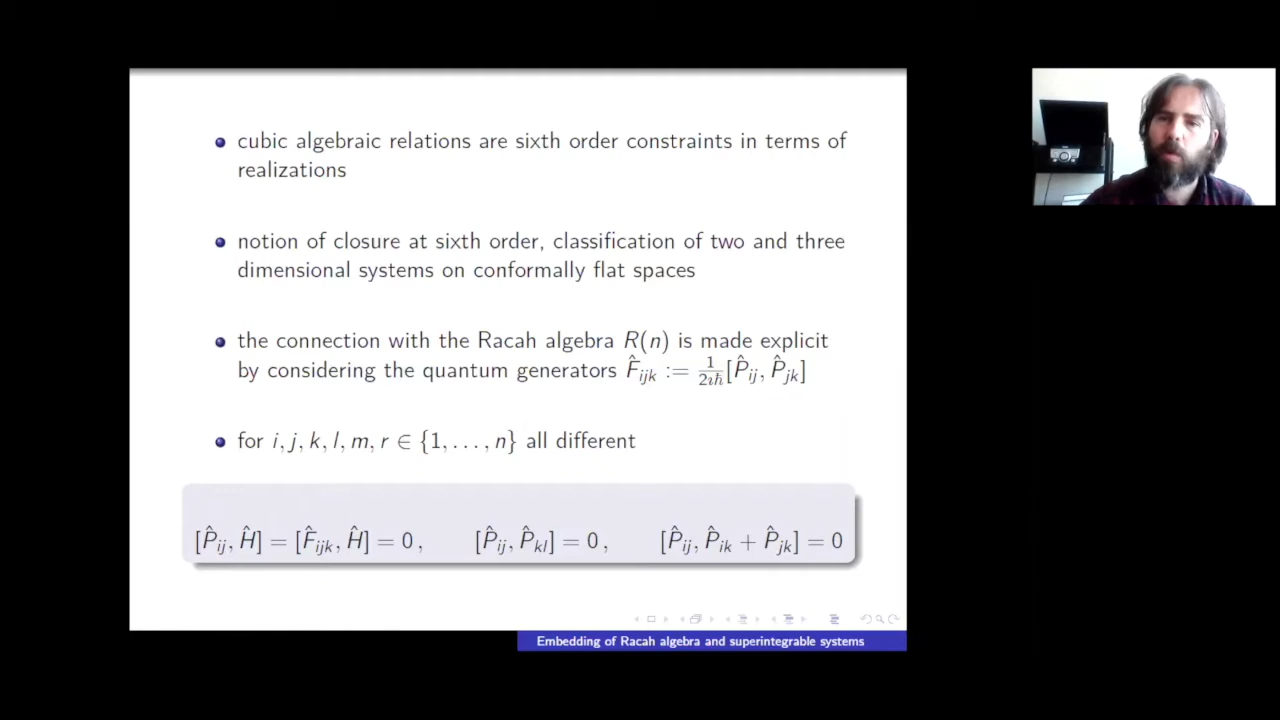 cubic algebraic relations are sixth order constraints in terms of
realizations
notion of closure at sixth order, classification of two and three
dimensional systems on conformally flat spaces
the connection with the Racah algebra R(n) is made explicit
by considering the quantum generators F̂_{ijk} := \frac{1}{2ıħ}[P̂_{ij}, P̂_{jk}]
for i, j, k, l, m, r ∈ {1, . . . , n} all different
[P̂_{ij}, Ĥ] = [F̂_{ijk}, Ĥ] = 0 , [P̂_{ij}, P̂_{kl}] = 0 , [P̂_{ij}, P̂_{ik} + P̂_{jk}] = 0
Embedding of Racah algebra and superintegrable systems